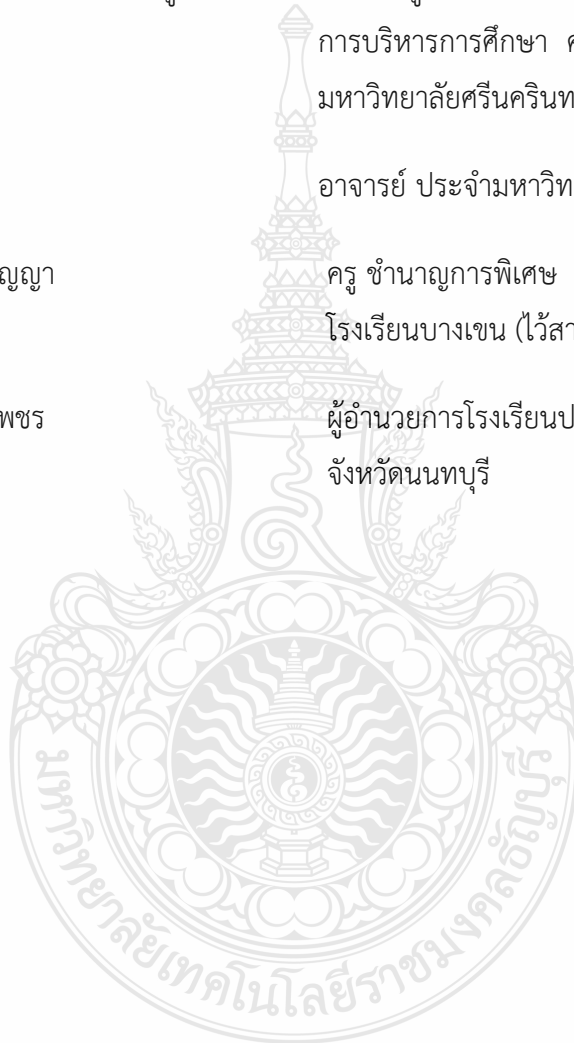 การบริหารการศึกษา
มหาวิทยาลัยศรีนครินท
อาจารย์ ประจำมหาวิท
ัญญา ครู ชำนาญการพิเศษ
โรงเรียนบางเขน (ไว้สา
พชร ผู้อำนวยการโรงเรียนป
จังหวัดนนทบุรี
มหาวิทยาลัยเทคโนโลยีราชมงคลธัญบุรี